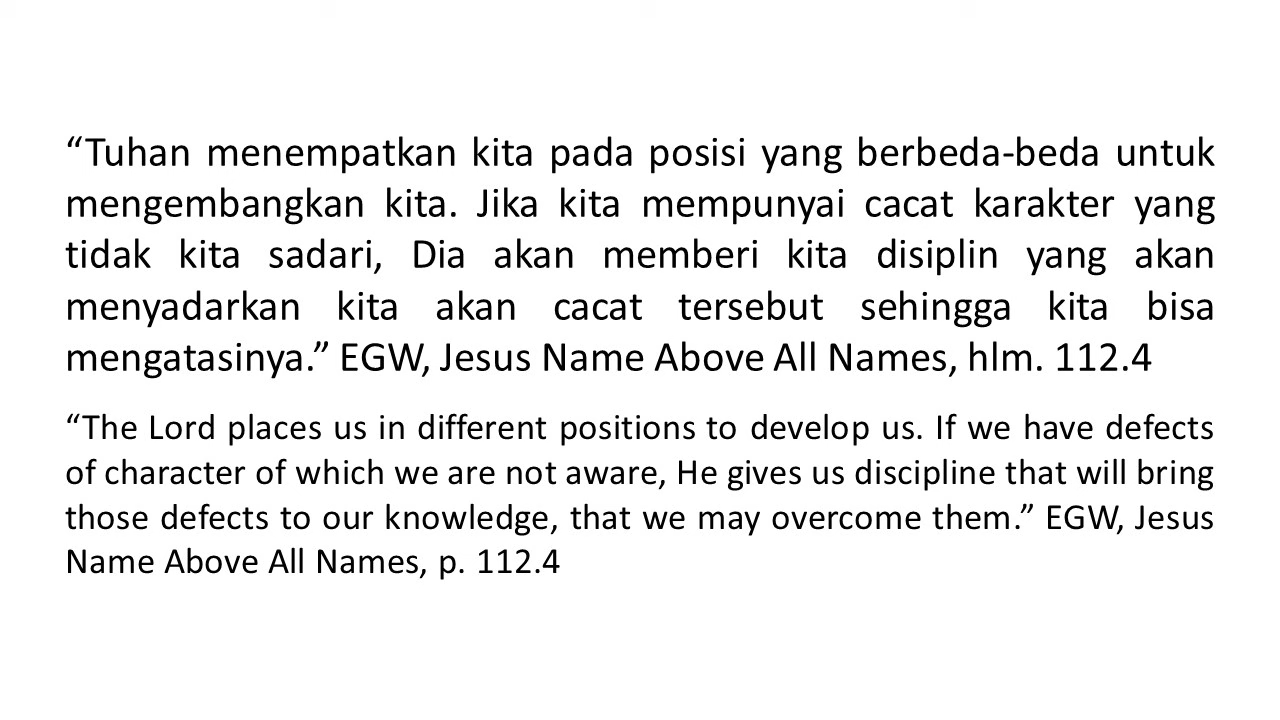 “Tuhan menempatkan kita pada posisi yang berbeda-beda untuk
mengembangkan kita. Jika kita mempunyai cacat karakter yang
tidak kita sadari, Dia akan memberi kita disiplin yang akan
menyadarkan kita akan cacat tersebut sehingga kita bisa
mengatasinya.” EGW, Jesus Name Above All Names, hlm. 112.4
“The Lord places us in different positions to develop us. If we have defects
of character of which we are not aware, He gives us discipline that will bring
those defects to our knowledge, that we may overcome them.” EGW, Jesus
Name Above All Names, p. 112.4